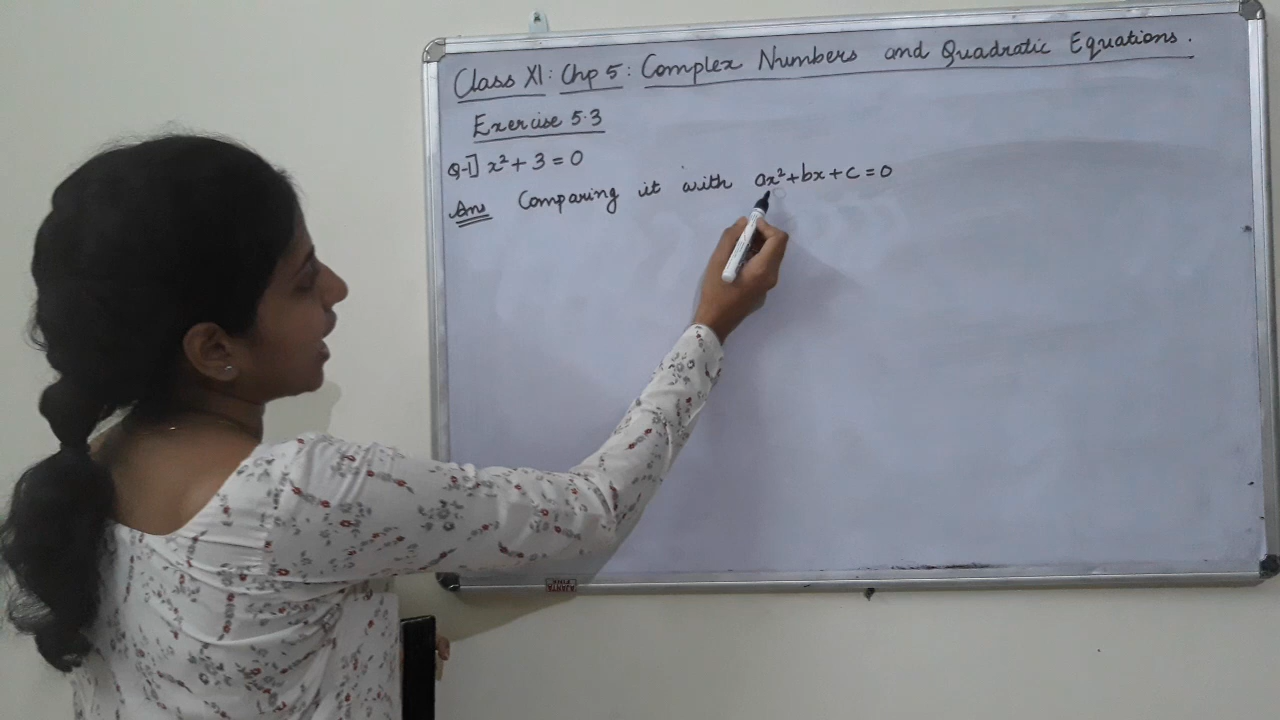 Class XI: Chp 5: Complex Numbers and Quadratic Equations.
Exercise 5.3
Q-1] x² + 3 = 0
Ans Comparing it with ax² + bx + c = 0